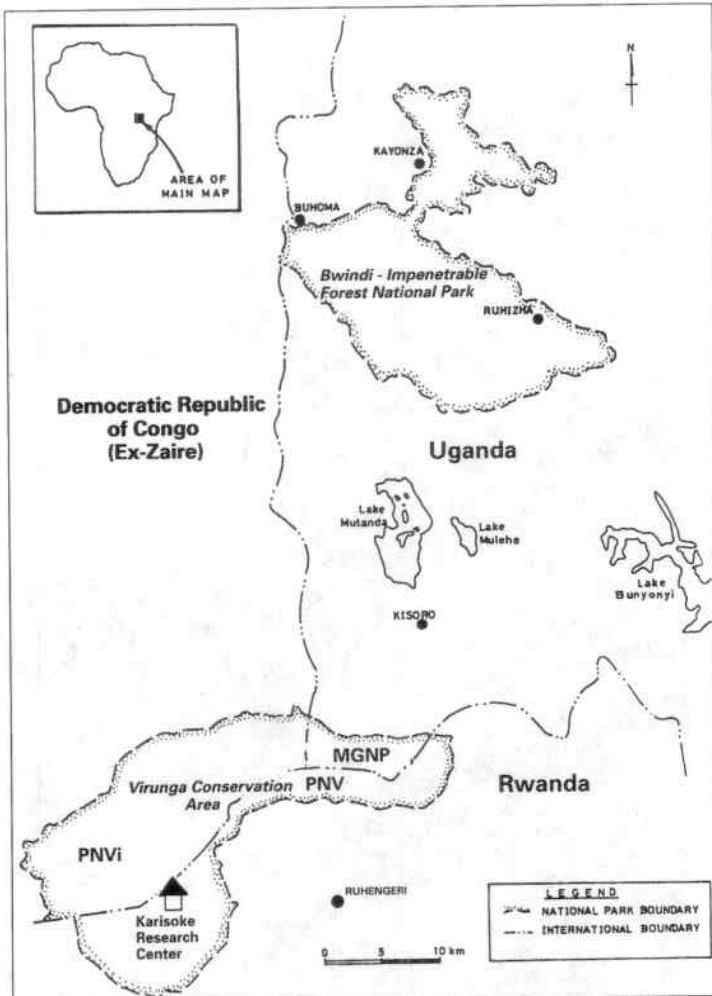 AREA OF
MAIN MAP
N
KAYONZA
BUHOMA
Bwindi - Impenetrable
Forest National Park
RUHIZHA
Democratic Republic
of Congo
(Ex-Zaire)
Uganda
Lake
Mutanda
Lake
Mulehe
Lake
Bunyonyi
KISORO
MGNP
Virunga Conservation
Area
PNV
Rwanda
PNVi
Karisoke
Research
Center
RUHENGERI
0 5 10 km
LEGEND
NATIONAL PARK BOUNDARY
INTERNATIONAL BOUNDARY